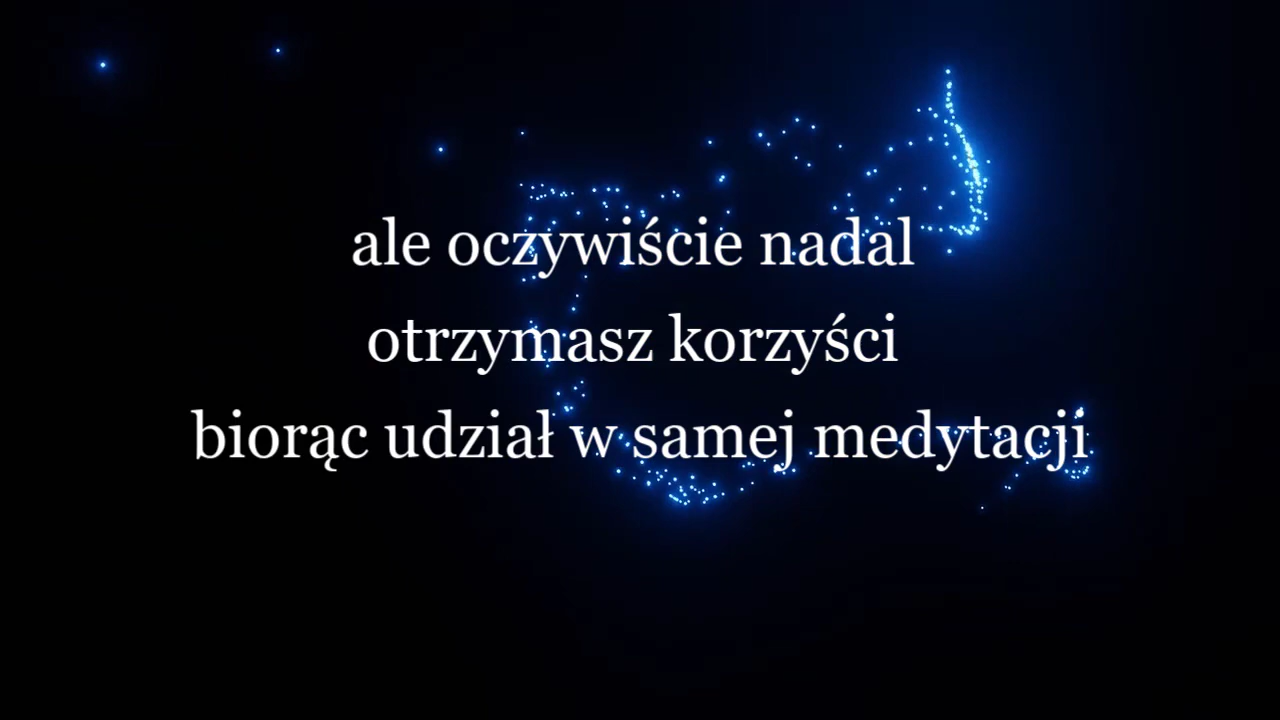 ale oczywiście nadal
otrzymasz korzyści
biorąc udział w samej medytacji